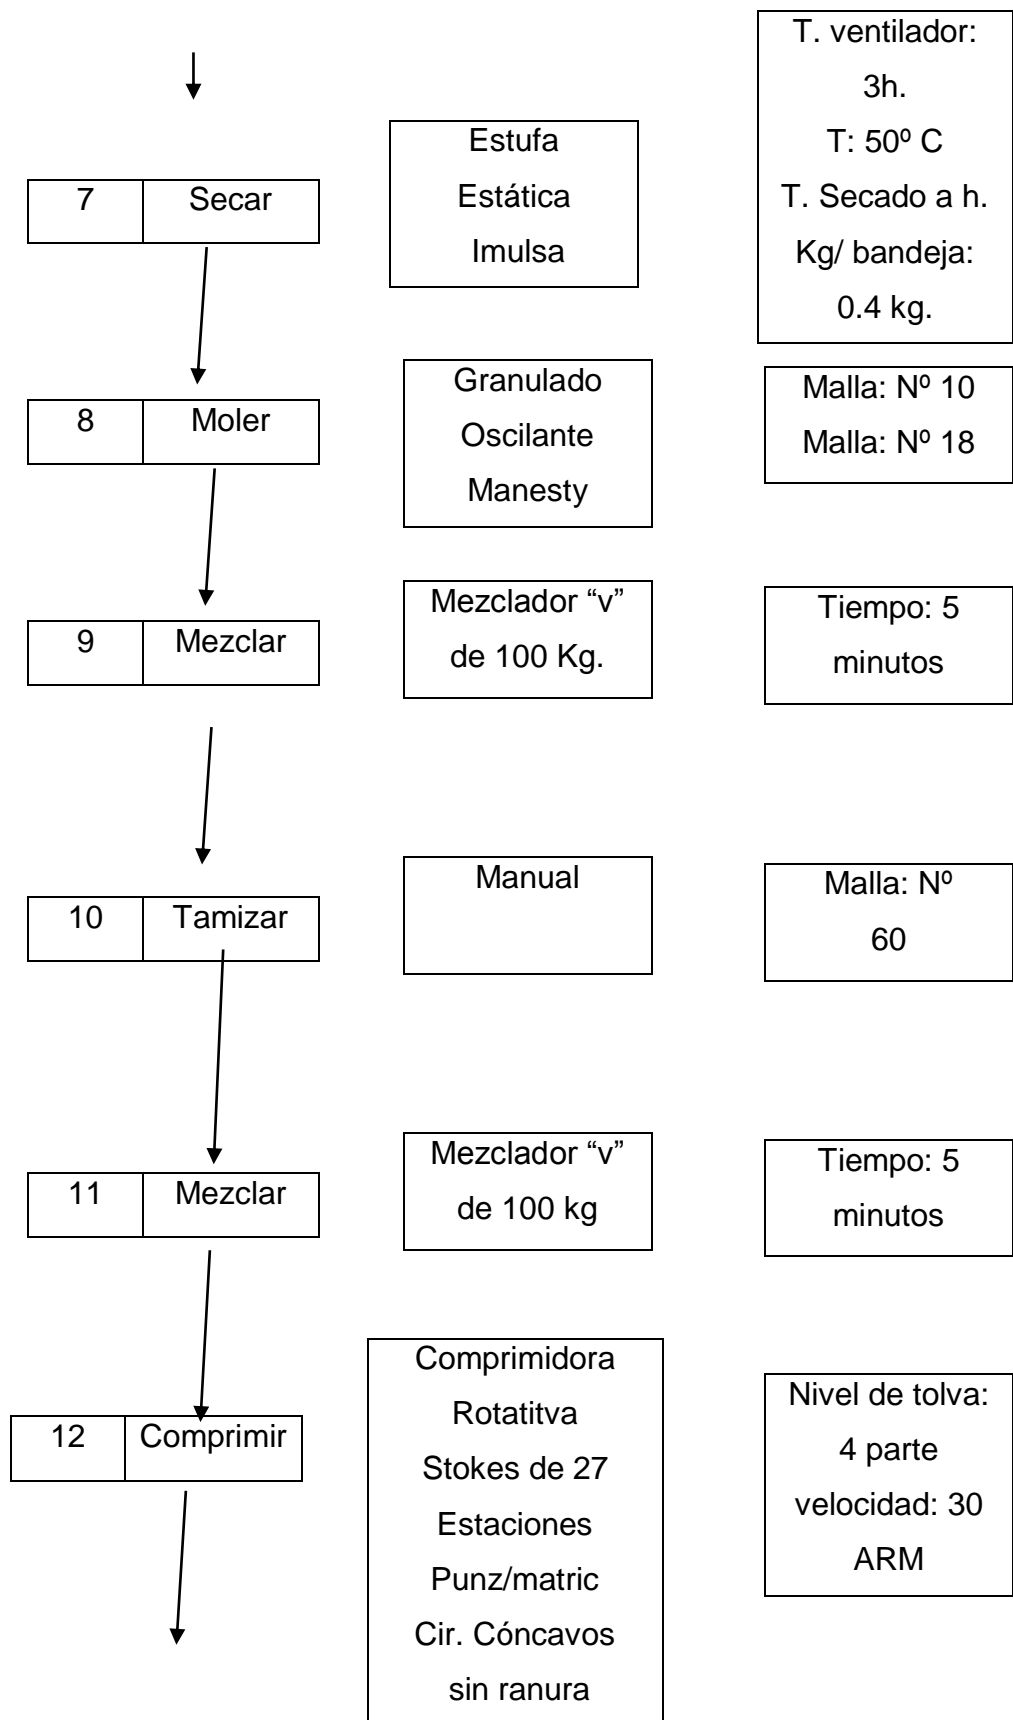 T. ventilador:
3h.
T: 50º C
T. Secado a h.
Kg/ bandeja:
0.4 kg.
7 Secar
Estufa
Estática
Imulsa
8 Moler
Granulado
Oscilante
Manesty
Malla: Nº 10
Malla: Nº 18
9 Mezclar
Mezclador “v”
de 100 Kg.
Tiempo: 5
minutos
10 Tamizar
Manual
Malla: Nº
60
11 Mezclar
Mezclador “v”
de 100 kg
Tiempo: 5
minutos
12 Comprimir
Comprimidora
Rotatitva
Stokes de 27
Estaciones
Punz/matric
Cir. Cóncavos
sin ranura
Nivel de tolva:
4 parte
velocidad: 30
ARM